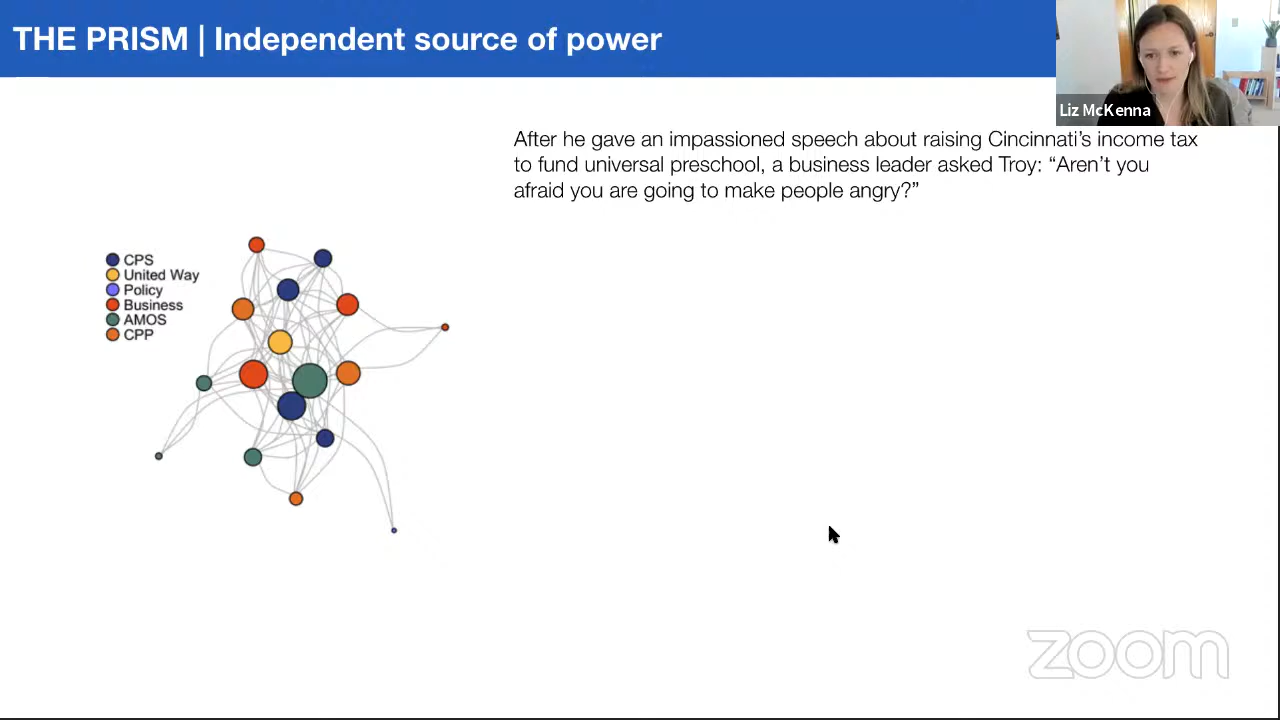 THE PRISM | Independent source of power
Liz McKenna
After he gave an impassioned speech about raising Cincinnati’s income tax
to fund universal preschool, a business leader asked Troy: “Aren’t you
afraid you are going to make people angry?”
CPS
United Way
Policy
Business
AMOS
CPP
zoom